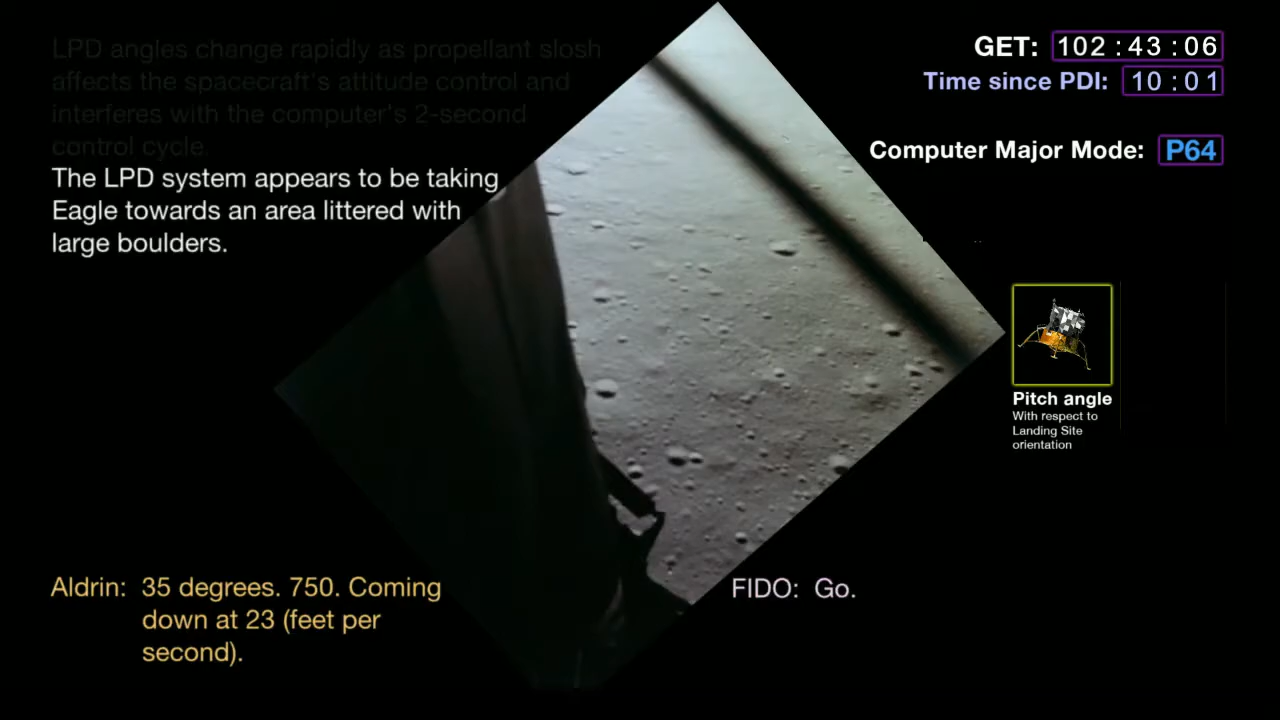 LPD angles change rapidly as propellant slosh
affects the spacecraft's attitude control and
interferes with the computer's 2-second
control cycle.
The LPD system appears to be taking
Eagle towards an area littered with
large boulders.
GET: 102:43:06
Time since PDI: 10:01
Computer Major Mode: P64
Pitch angle
With respect to
Landing Site
orientation
Aldrin: 35 degrees. 750. Coming
down at 23 (feet per
second).
FIDO: Go.